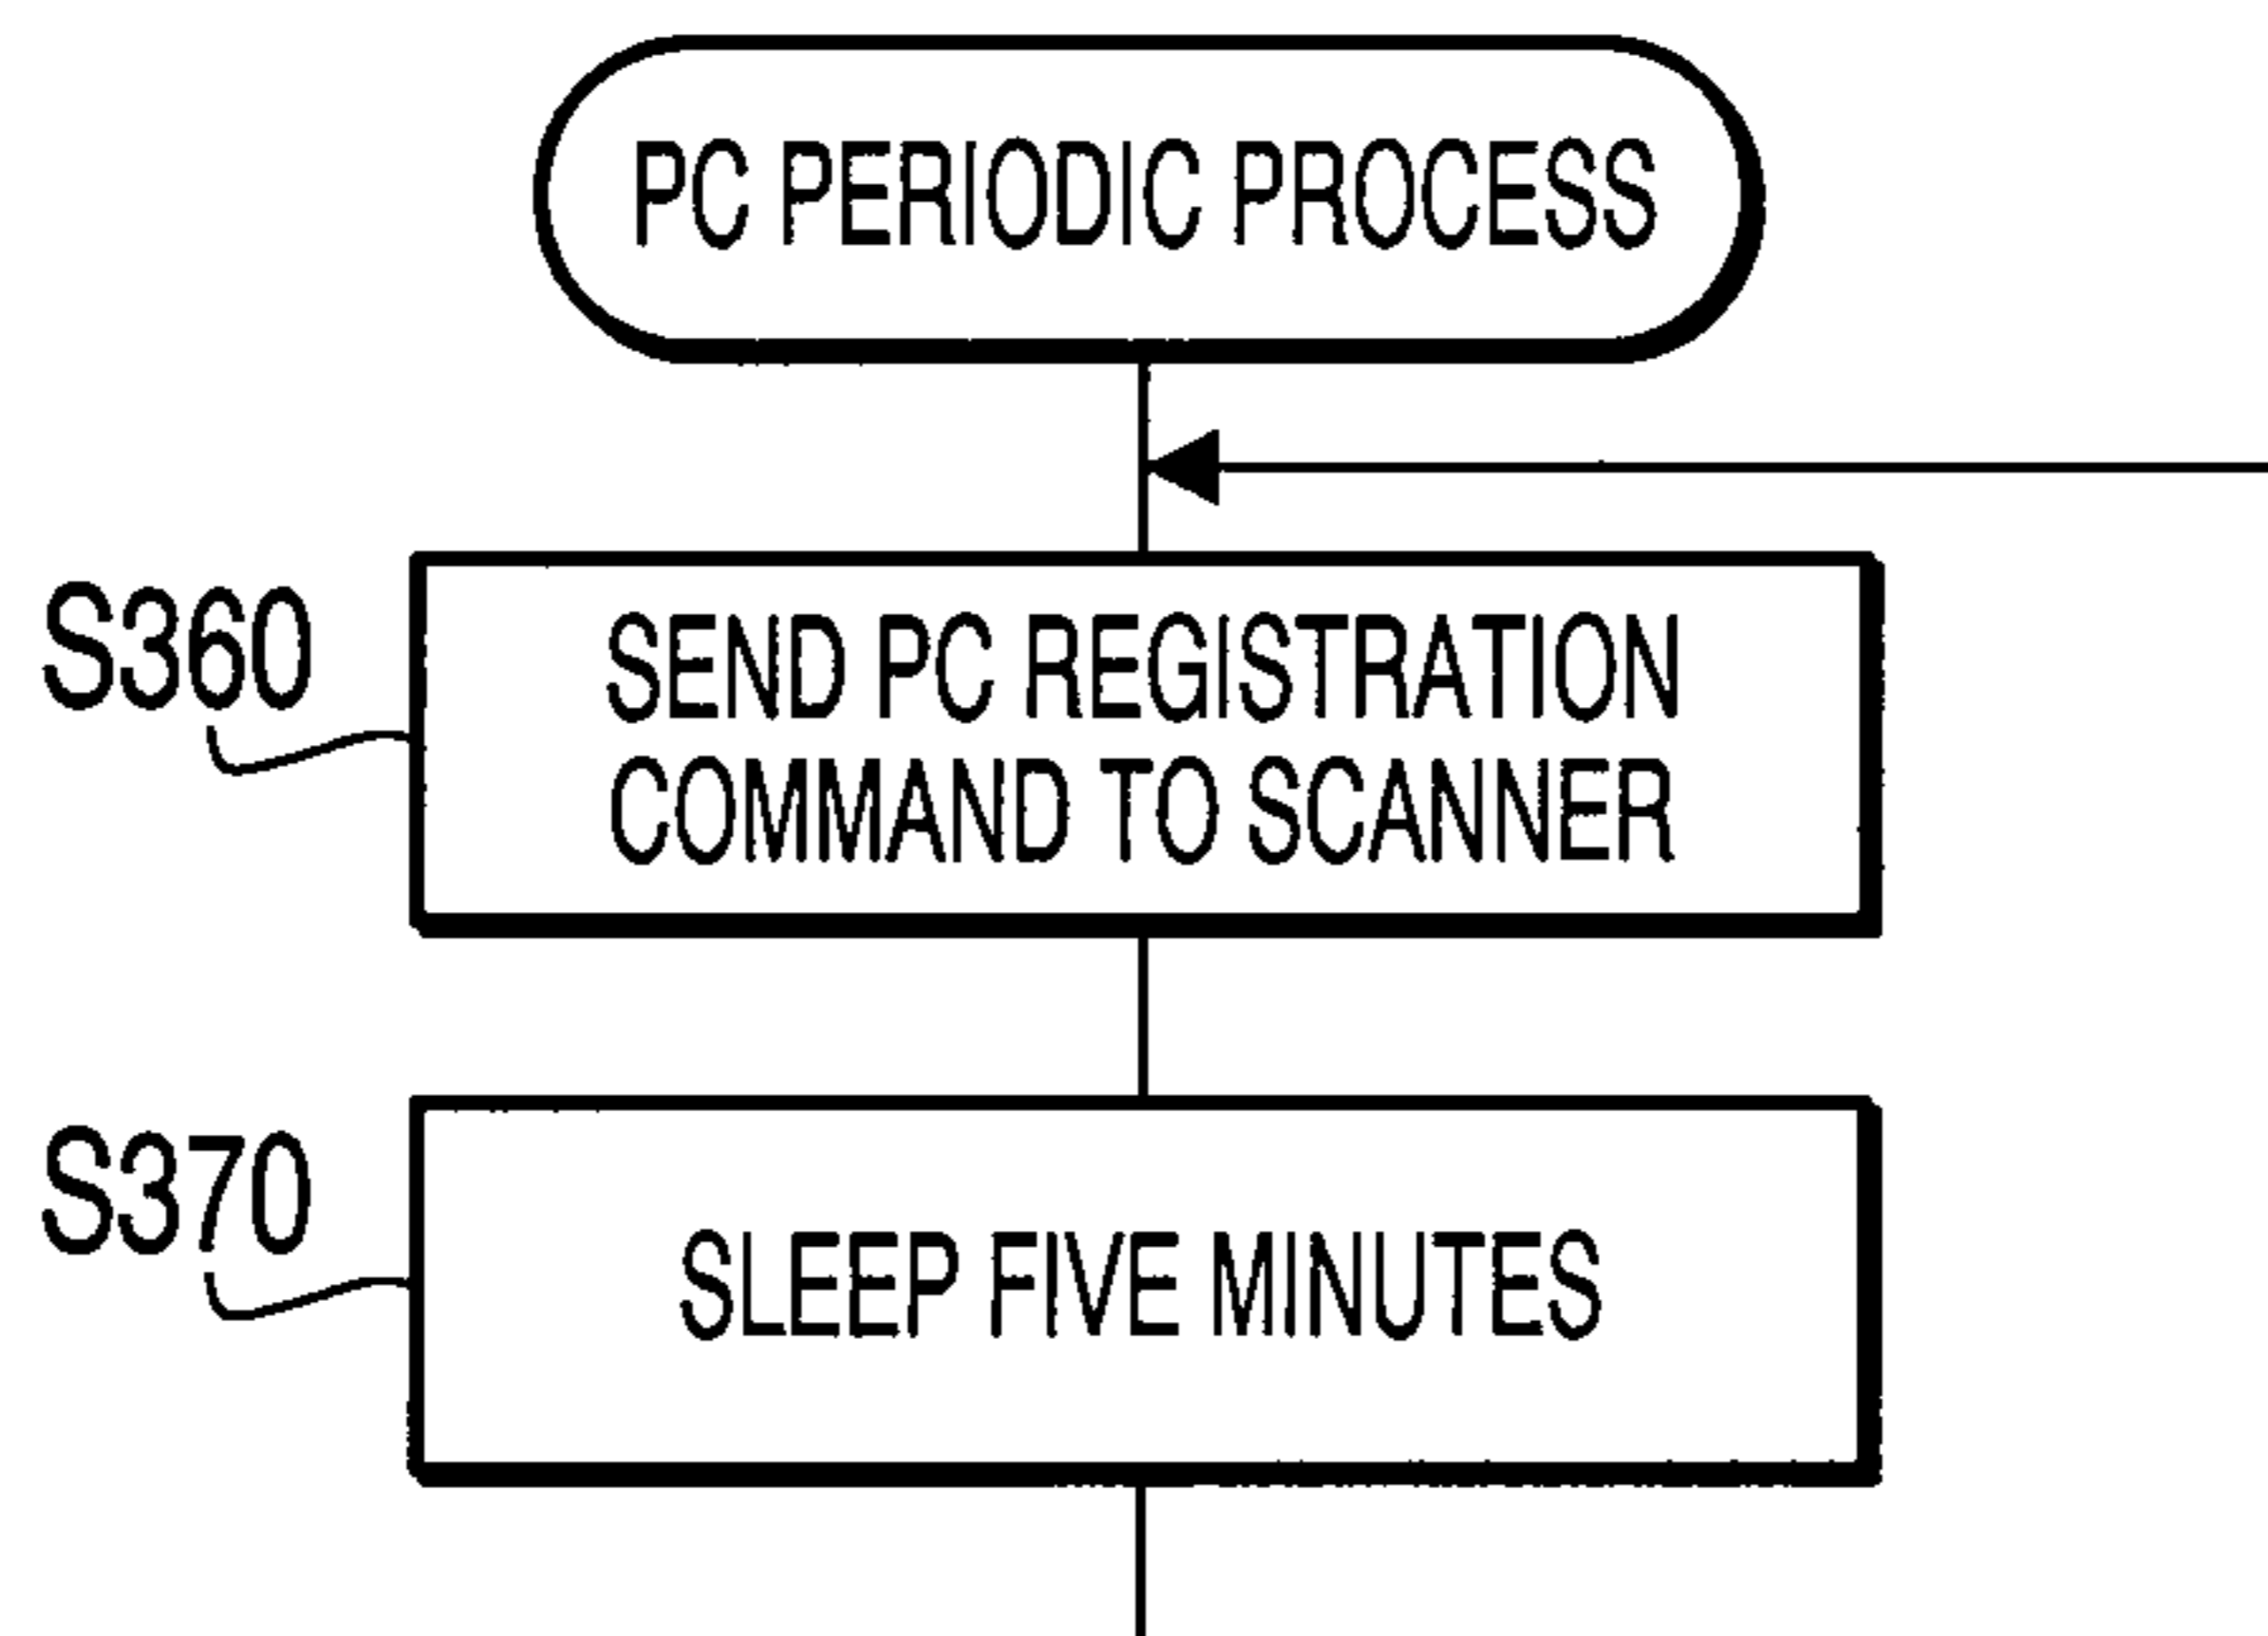 PC PERIODIC PROCESS
S360
SEND PC REGISTRATION
COMMAND TO SCANNER
S370
SLEEP FIVE MINUTES